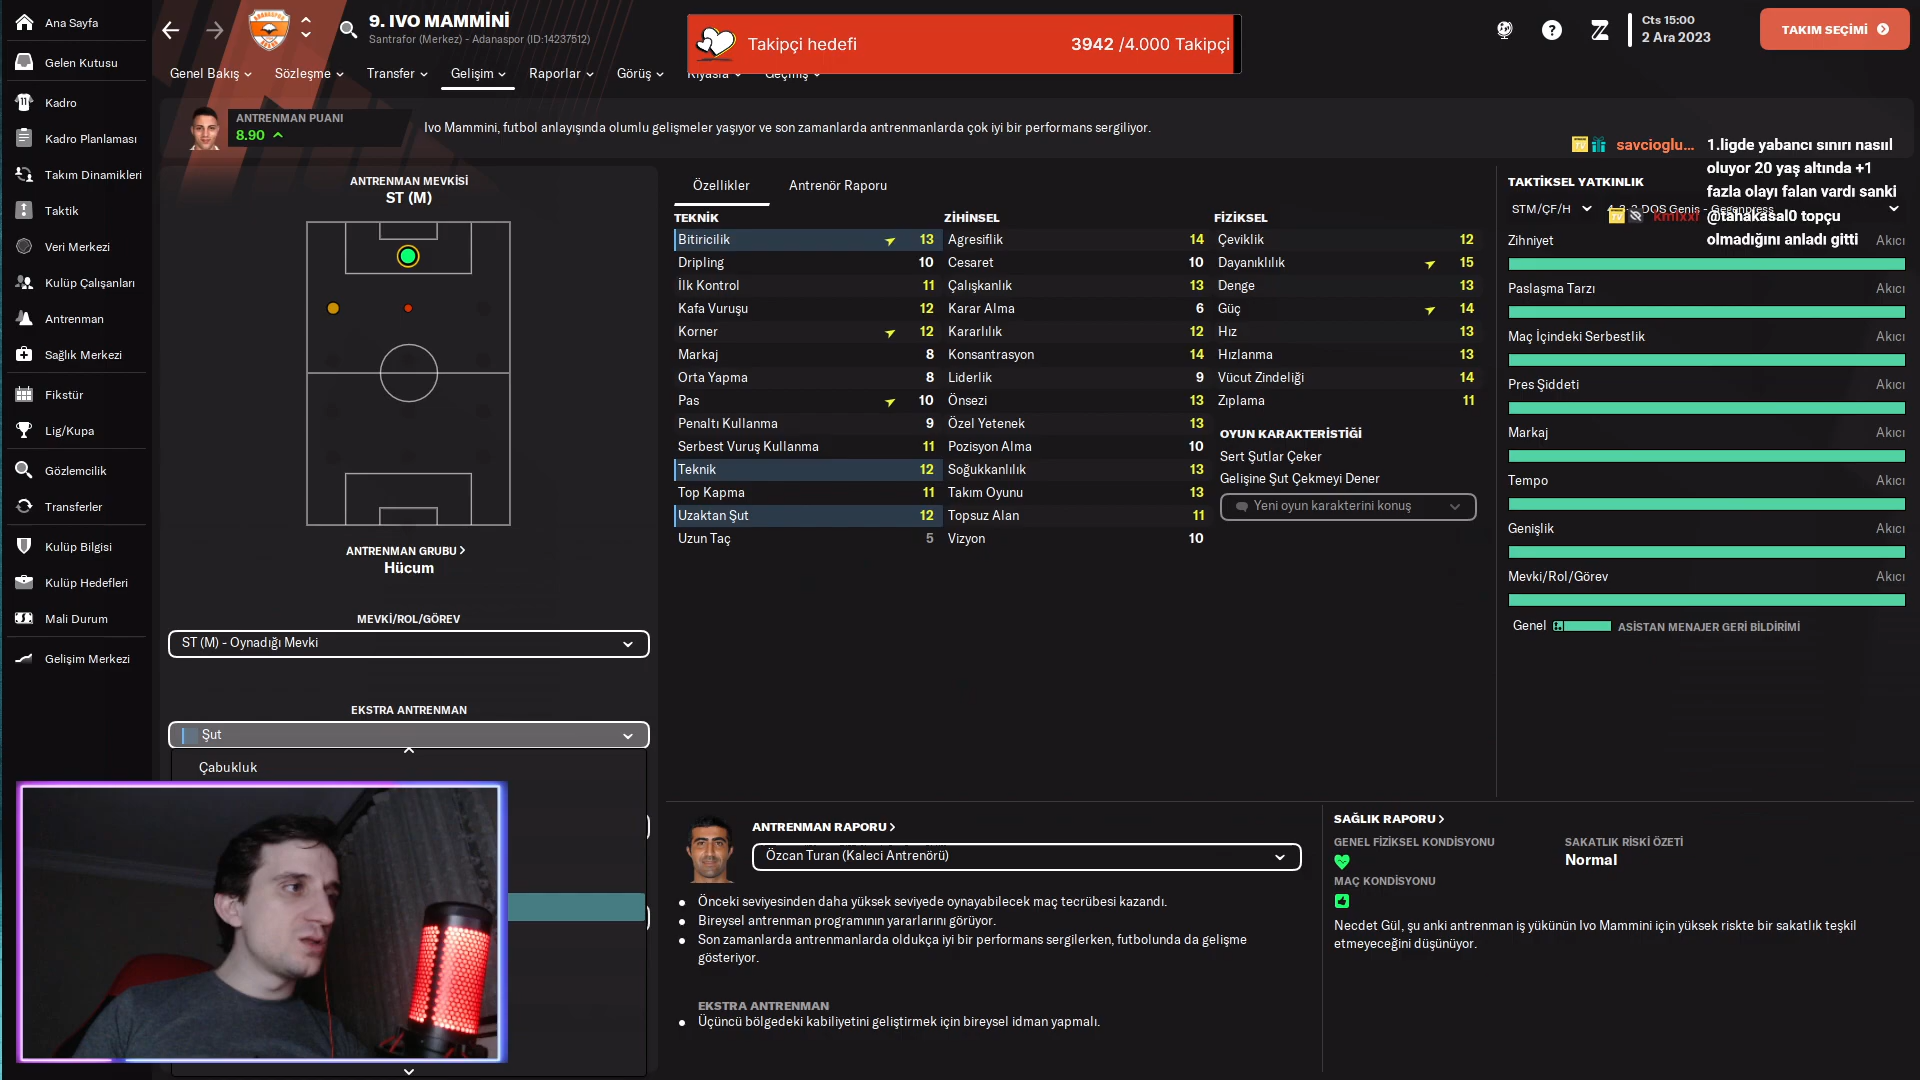 Ana Sayfa
Gelen Kutusu
Kadro
Kadro Planlaması
Takım Dinamikleri
Taktik
Veri Merkezi
Kulüp Çalışanları
Antrenman
Sağlık Merkezi
Fikstür
Lig/Kupa
Gözlemcilik
Transferler
Kulüp Bilgisi
Kulüp Hedefleri
Mali Durum
Gelişim Merkezi
9. IVO MAMMİNİ
Santrafor (Merkez) - Adanaspor (ID:14237512)
Takipçi hedefi
3942 /4.000 Takipçi
Cts 15:00
2 Ara 2023
TAKIM SEÇİMİ
Genel Bakış
Sözleşme
Transfer
Gelişim
Raporlar
Görüş
Kıyasla
Geçmiş
ANTRENMAN PUANI
8.90
Ivo Mammini, futbol anlayışında olumlu gelişmeler yaşıyor ve son zamanlarda antrenmanlarda çok iyi bir performans sergiliyor.
savcioglu... 1.ligde yabancı sınırı nasııl
oluyor 20 yaş altında +1
fazla olayı falan vardı sanki
kmixxf @tahakasal0 topçu
olmadığını anladı gitti
ANTRENMAN MEVKİSİ
ST (M)
ANTRENMAN GRUBU
Hücum
MEVKİ/ROL/GÖREV
ST (M) - Oynadığı Mevki
EKSTRA ANTRENMAN
Şut
Çabukluk
Özellikler
Antrenör Raporu
TEKNİK
Bitiricilik 13
Dripling 10
İlk Kontrol 11
Kafa Vuruşu 12
Korner 12
Markaj 8
Orta Yapma 8
Pas 10
Penaltı Kullanma 9
Serbest Vuruş Kullanma 11
Teknik 12
Top Kapma 11
Uzaktan Şut 12
Uzun Taç 5
ZİHİNSEL
Agresiflik 14
Cesaret 10
Çalışkanlık 13
Karar Alma 6
Kararlılık 12
Konsantrasyon 14
Liderlik 9
Önsezi 13
Özel Yetenek 13
Pozisyon Alma 10
Soğukkanlılık 13
Takım Oyunu 13
Topsuz Alan 11
Vizyon 10
FİZİKSEL
Çeviklik 12
Dayanıklılık 15
Denge 13
Güç 14
Hız 13
Hızlanma 13
Vücut Zindeliği 14
Zıplama 11
OYUN KARAKTERİSTİĞİ
Sert Şutlar Çeker
Gelişine Şut Çekmeyi Dener
Yeni oyun karakterini konuş
TAKTİKSEL YATKINLIK
STM/ÇF/H
4-2-3 DOS Geniş - Gegenpress
Zihniyet Akıcı
Paslaşma Tarzı Akıcı
Maç İçindeki Serbestlik Akıcı
Pres Şiddeti Akıcı
Markaj Akıcı
Tempo Akıcı
Genişlik Akıcı
Mevki/Rol/Görev Akıcı
Genel
ASİSTAN MENAJER GERİ BİLDİRİMİ
ANTRENMAN RAPORU
Özcan Turan (Kaleci Antrenörü)
Önceki seviyesinden daha yüksek seviyede oynayabilecek maç tecrübesi kazandı.
Bireysel antrenman programının yararlarını görüyor.
Son zamanlarda antrenmanlarda oldukça iyi bir performans sergilerken, futbolunda da gelişme
gösteriyor.
EKSTRA ANTRENMAN
Üçüncü bölgedeki kabiliyetini geliştirmek için bireysel idman yapmalı.
SAĞLIK RAPORU
GENEL FİZİKSEL KONDİSYONU
SAKATLIK RİSKİ ÖZETİ
Normal
MAÇ KONDİSYONU
Necdet Gül, şu anki antrenman iş yükünün Ivo Mammini için yüksek riskte bir sakatlık teşkil
etmeyeceğini düşünüyor.